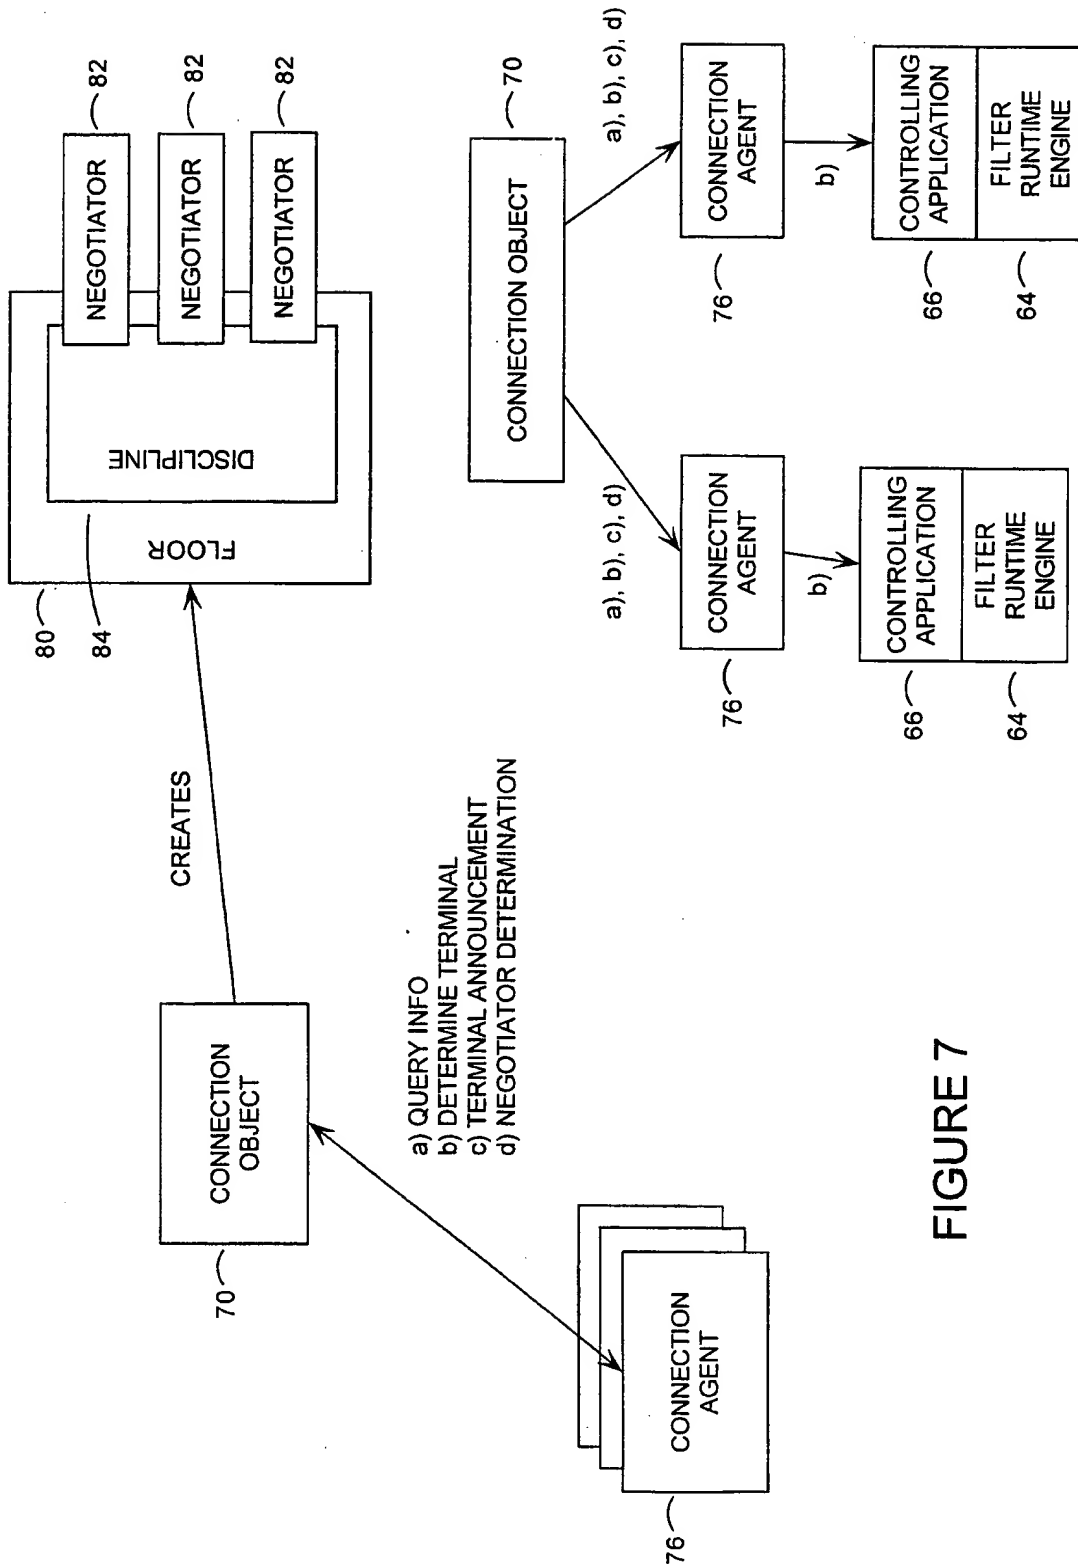 CREATES
80
FLOOR
84
DISCIPLINE
NEGOTIATOR
82
NEGOTIATOR
82
NEGOTIATOR
82
70
CONNECTION
OBJECT
a) QUERY INFO
b) DETERMINE TERMINAL
c) TERMINAL ANNOUNCEMENT
d) NEGOTIATOR DETERMINATION
76
CONNECTION
AGENT
CONNECTION OBJECT
70
a), b), c), d)
a), b), c), d)
76
CONNECTION
AGENT
76
CONNECTION
AGENT
b)
b)
66
CONTROLLING
APPLICATION
64
FILTER
RUNTIME
ENGINE
66
CONTROLLING
APPLICATION
64
FILTER
RUNTIME
ENGINE
FIGURE 7